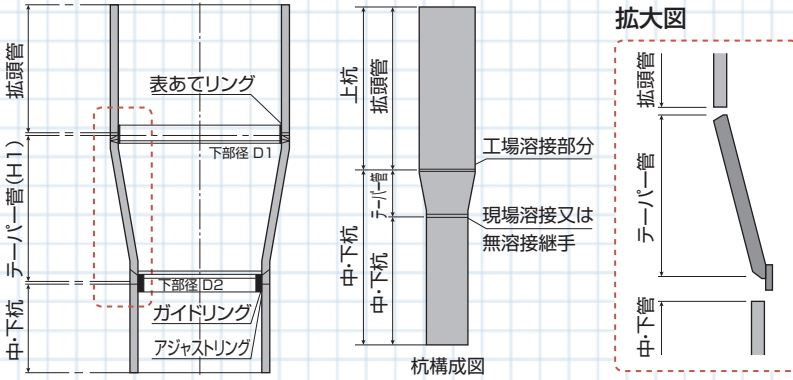 拡頭管
テーパー管(H1)
中・下杭
表あてリング
下部径 D1
下部径 D2
ガイドリング
アジャストリング
上杭
拡頭管
テーパー管
中・下杭
中・下杭
工場溶接部分
現場溶接又は
無溶接継手
杭構成図
拡大図
拡頭管
テーパー管
中・下管